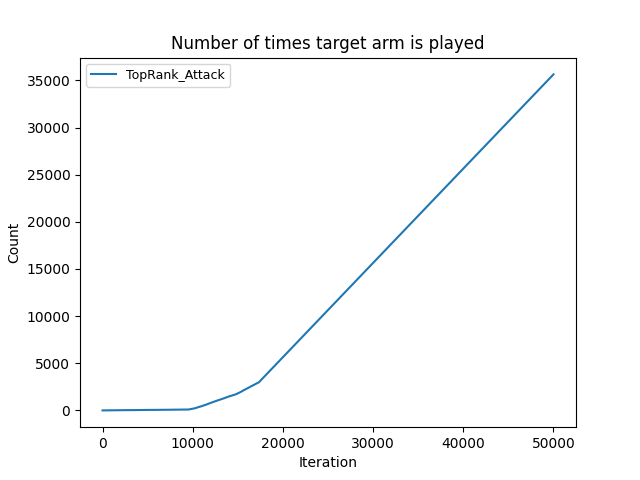 Number of times target arm is played
TopRank_Attack
Count
35000
30000
25000
20000
15000
10000
5000
0
0 10000 20000 30000 40000 50000
Iteration